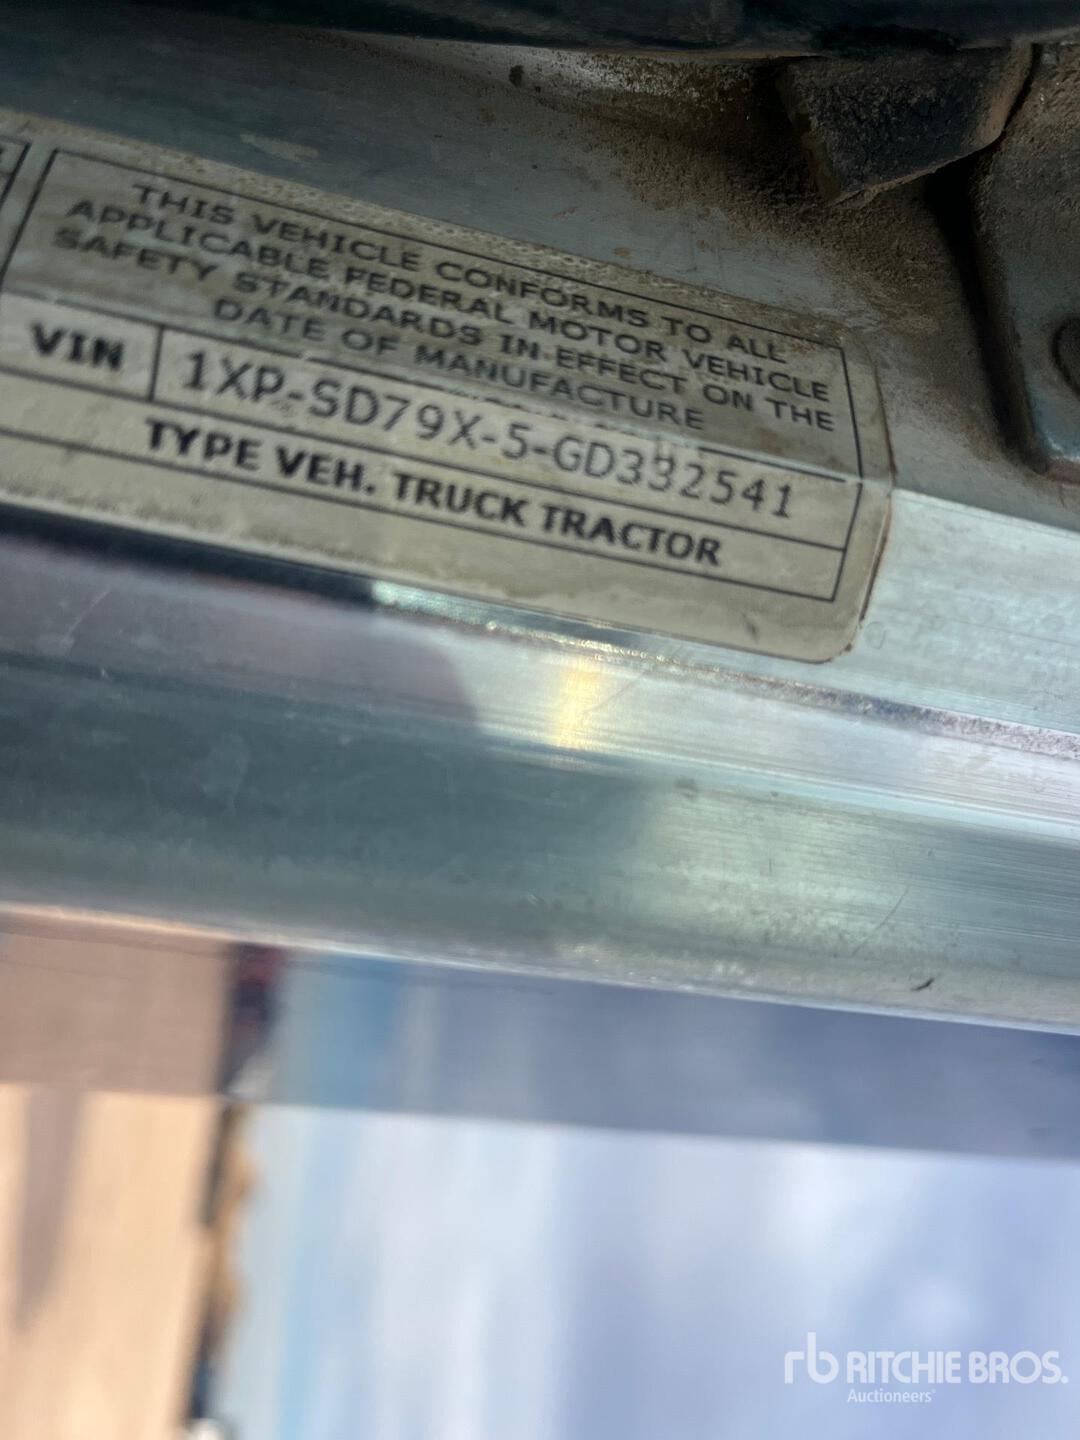 THIS VEHICLE CONFORMS TO ALL
APPLICABLE FEDERAL MOTOR VEHICLE
SAFETY STANDARDS IN EFFECT ON THE
DATE OF MANUFACTURE
VIN 1XP-SD79X-5-GD332541
TYPE VEH. TRUCK TRACTOR
rb RITCHIE BROS.
Auctioneers